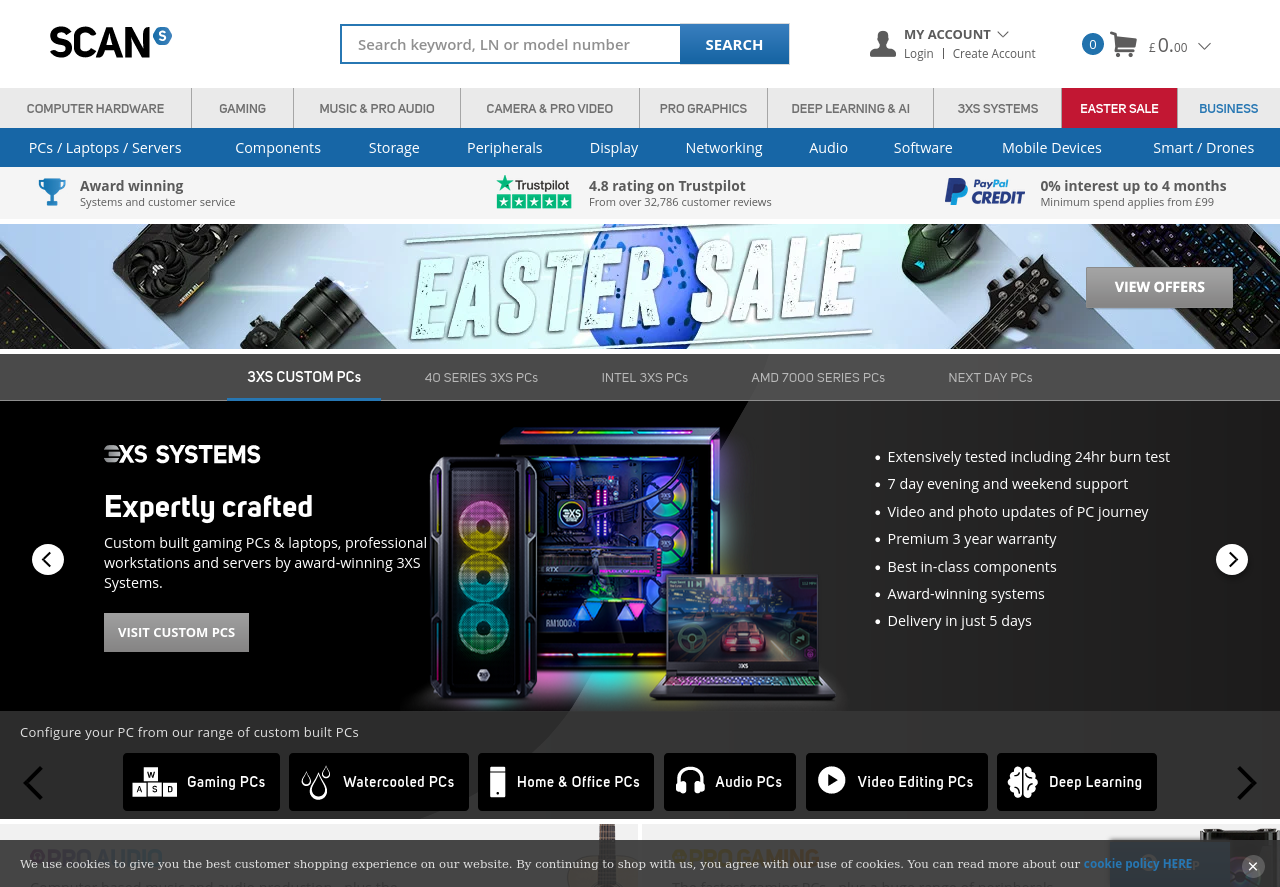 SCAN S
Search keyword, LN or model number
SEARCH
MY ACCOUNT
Login | Create Account
0
£0.00
COMPUTER HARDWARE
GAMING
MUSIC & PRO AUDIO
CAMERA & PRO VIDEO
PRO GRAPHICS
DEEP LEARNING & AI
3XS SYSTEMS
EASTER SALE
BUSINESS
PCs / Laptops / Servers
Components
Storage
Peripherals
Display
Networking
Audio
Software
Mobile Devices
Smart / Drones
Award winning
Systems and customer service
Trustpilot
4.8 rating on Trustpilot
From over 32,786 customer reviews
PayPal
CREDIT
0% interest up to 4 months
Minimum spend applies from £99
EASTER SALE
VIEW OFFERS
3XS CUSTOM PCs
40 SERIES 3XS PCs
INTEL 3XS PCs
AMD 7000 SERIES PCs
NEXT DAY PCs
3XS SYSTEMS
Expertly crafted
Custom built gaming PCs & laptops, professional
workstations and servers by award-winning 3XS
Systems.
VISIT CUSTOM PCS
3XS
RTX
RM1000x
3XS
• Extensively tested including 24hr burn test
• 7 day evening and weekend support
• Video and photo updates of PC journey
• Premium 3 year warranty
• Best in-class components
• Award-winning systems
• Delivery in just 5 days
Configure your PC from our range of custom built PCs
W
A S D
Gaming PCs
Watercooled PCs
Home & Office PCs
Audio PCs
Video Editing PCs
Deep Learning
PRO AUDIO
PRO GAMING
We use cookies to give you the best customer shopping experience on our website. By continuing to shop with us, you agree with our use of cookies. You can read more about our cookie policy HERE